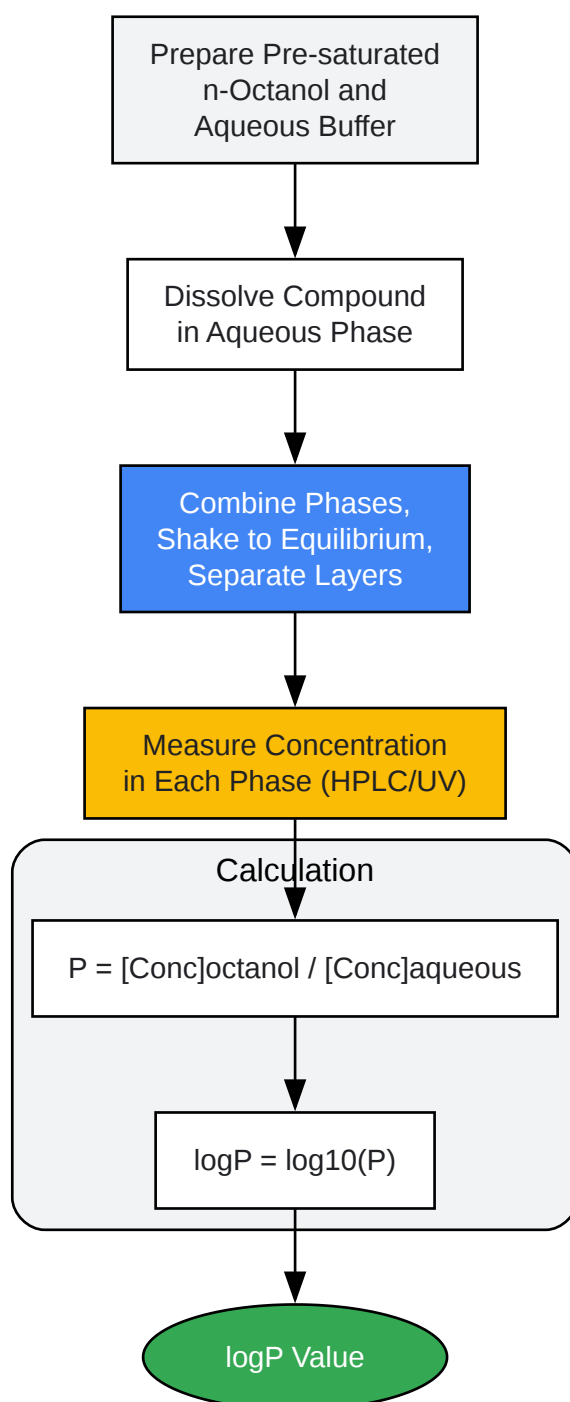 Prepare Pre-saturated
n-Octanol and
Aqueous Buffer
Dissolve Compound
in Aqueous Phase
Combine Phases,
Shake to Equilibrium,
Separate Layers
Measure Concentration
in Each Phase (HPLC/UV)
Calculation
P = [Conc]octanol / [Conc]aqueous
logP = log10(P)
logP Value